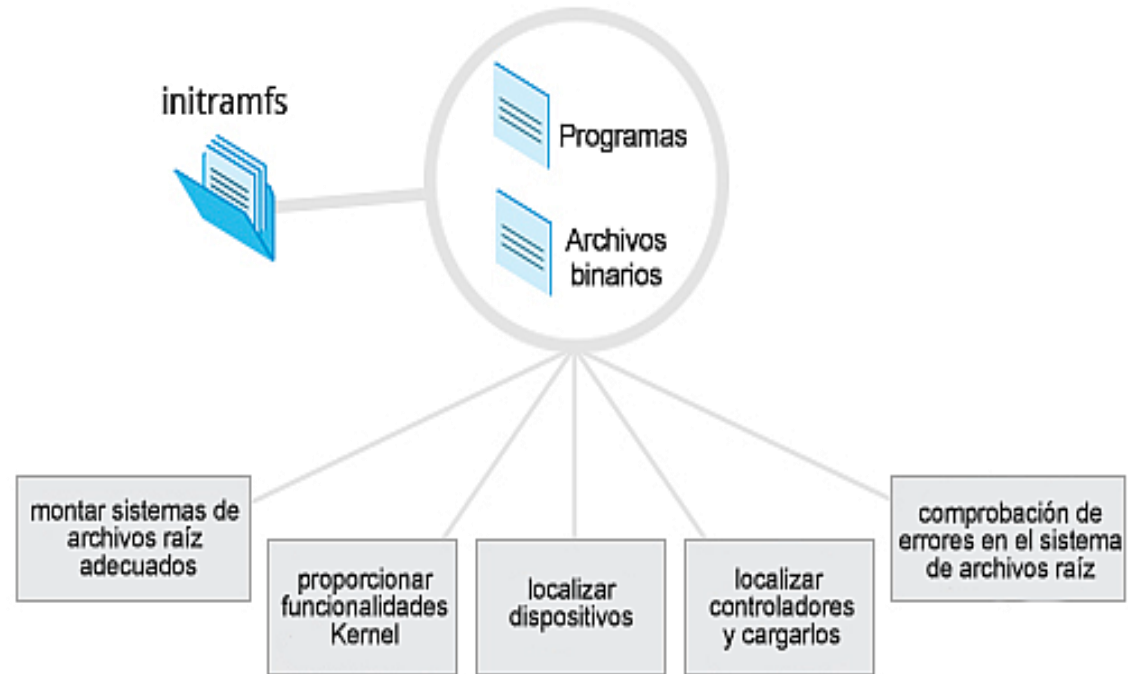 initramfs
Programas
Archivos
binarios
montar sistemas de
archivos raíz
adecuados
proporcionar
funcionalidades
Kernel
localizar
dispositivos
localizar
controladores
y cargarlos
comprobación de
errores en el sistema
de archivos raíz